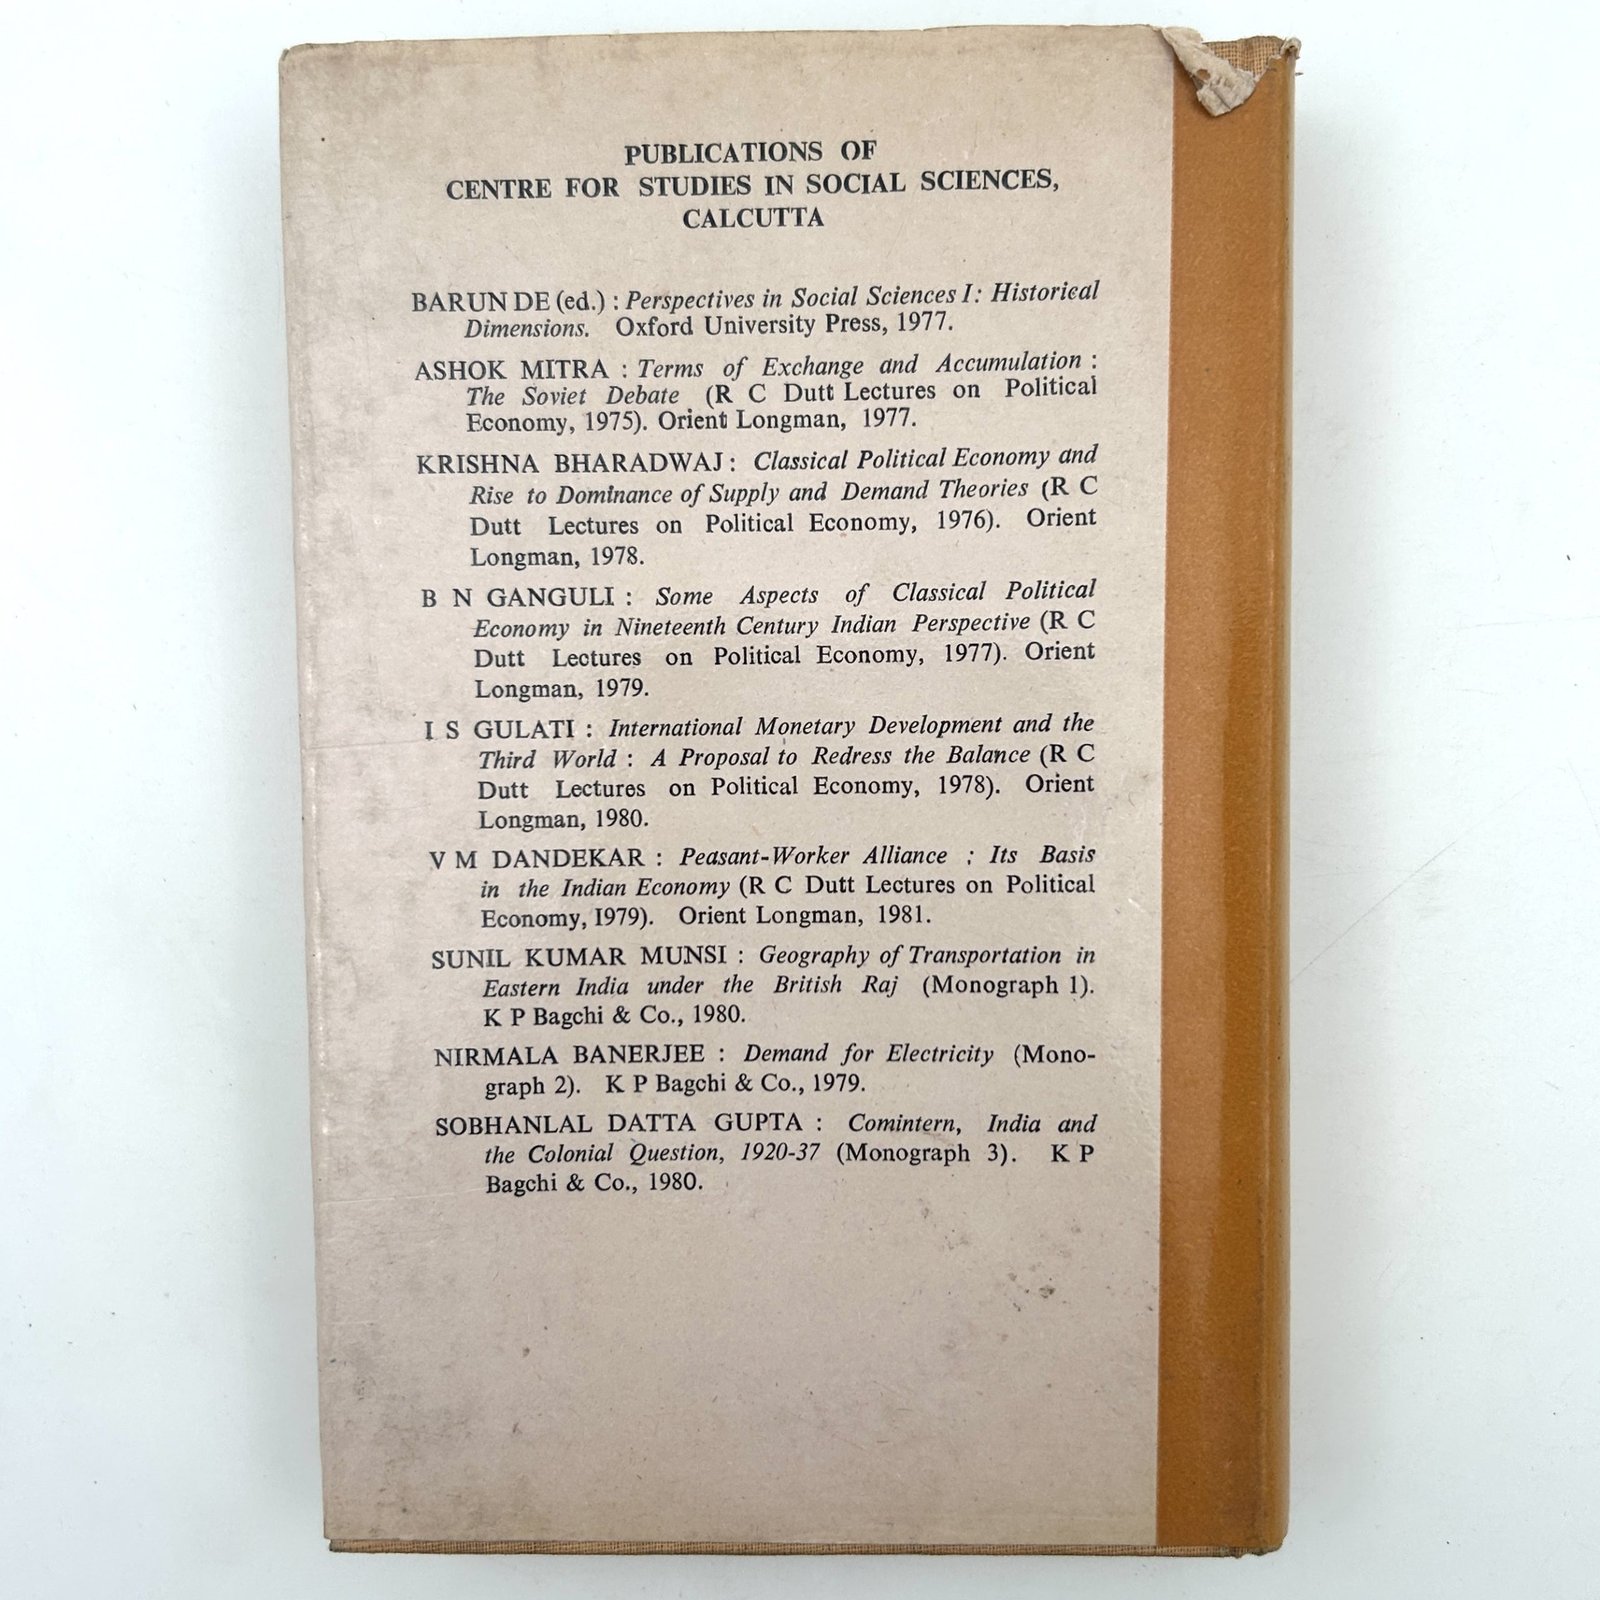 PUBLICATIONS OF
CENTRE FOR STUDIES IN SOCIAL SCIENCES,
CALCUTTA
BARUN DE (ed.) : Perspectives in Social Sciences I : Historical
Dimensions. Oxford University Press, 1977.
ASHOK MITRA : Terms of Exchange and Accumulation :
The Soviet Debate (R C Dutt Lectures on Political
Economy, 1975). Orient Longman, 1977.
KRISHNA BHARADWAJ : Classical Political Economy and
Rise to Dominance of Supply and Demand Theories (R C
Dutt Lectures on Political Economy, 1976). Orient
Longman, 1978.
B N GANGULI : Some Aspects of Classical Political
Economy in Nineteenth Century Indian Perspective (R C
Dutt Lectures on Political Economy, 1977). Orient
Longman, 1979.
I S GULATI : International Monetary Development and the
Third World : A Proposal to Redress the Balance (R C
Dutt Lectures on Political Economy, 1978). Orient
Longman, 1980.
V M DANDEKAR : Peasant-Worker Alliance : Its Basis
in the Indian Economy (R C Dutt Lectures on Political
Economy, I979). Orient Longman, 1981.
SUNIL KUMAR MUNSI : Geography of Transportation in
Eastern India under the British Raj (Monograph 1).
K P Bagchi & Co., 1980.
NIRMALA BANERJEE : Demand for Electricity (Mono-
graph 2). K P Bagchi & Co., 1979.
SOBHANLAL DATTA GUPTA : Comintern, India and
the Colonial Question, 1920-37 (Monograph 3). K P
Bagchi & Co., 1980.